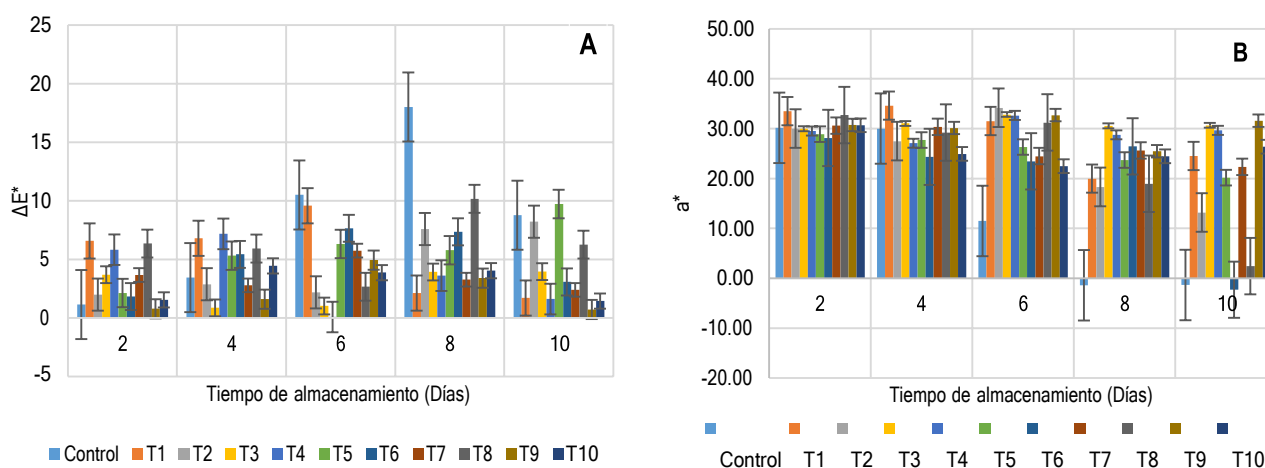 A
25
20
15
10
5
0
-5
ΔE*
2 4 6 8 10
Tiempo de almacenamiento (Días)
Control T1 T2 T3 T4 T5 T6 T7 T8 T9 T10
B
50.00
40.00
30.00
20.00
10.00
0.00
-10.00
-20.00
a*
2 4 6 8 10
Tiempo de almacenamiento (Días)
Control T1 T2 T3 T4 T5 T6 T7 T8 T9 T10